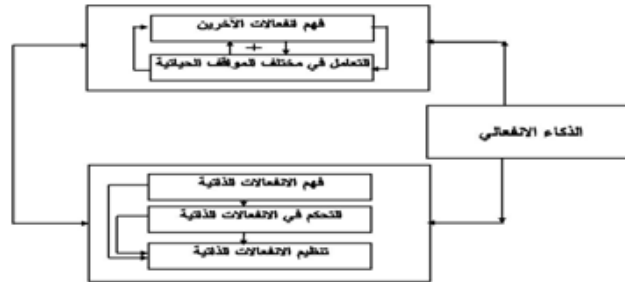 فهم انفعالات الآخرين
+
التعامل في مختلف المواقف الحياتية
الذكاء الانفعالي
فهم الانفعالات الذاتية
التحكم في الانفعالات الذاتية
تنظيم الانفعالات الذاتية